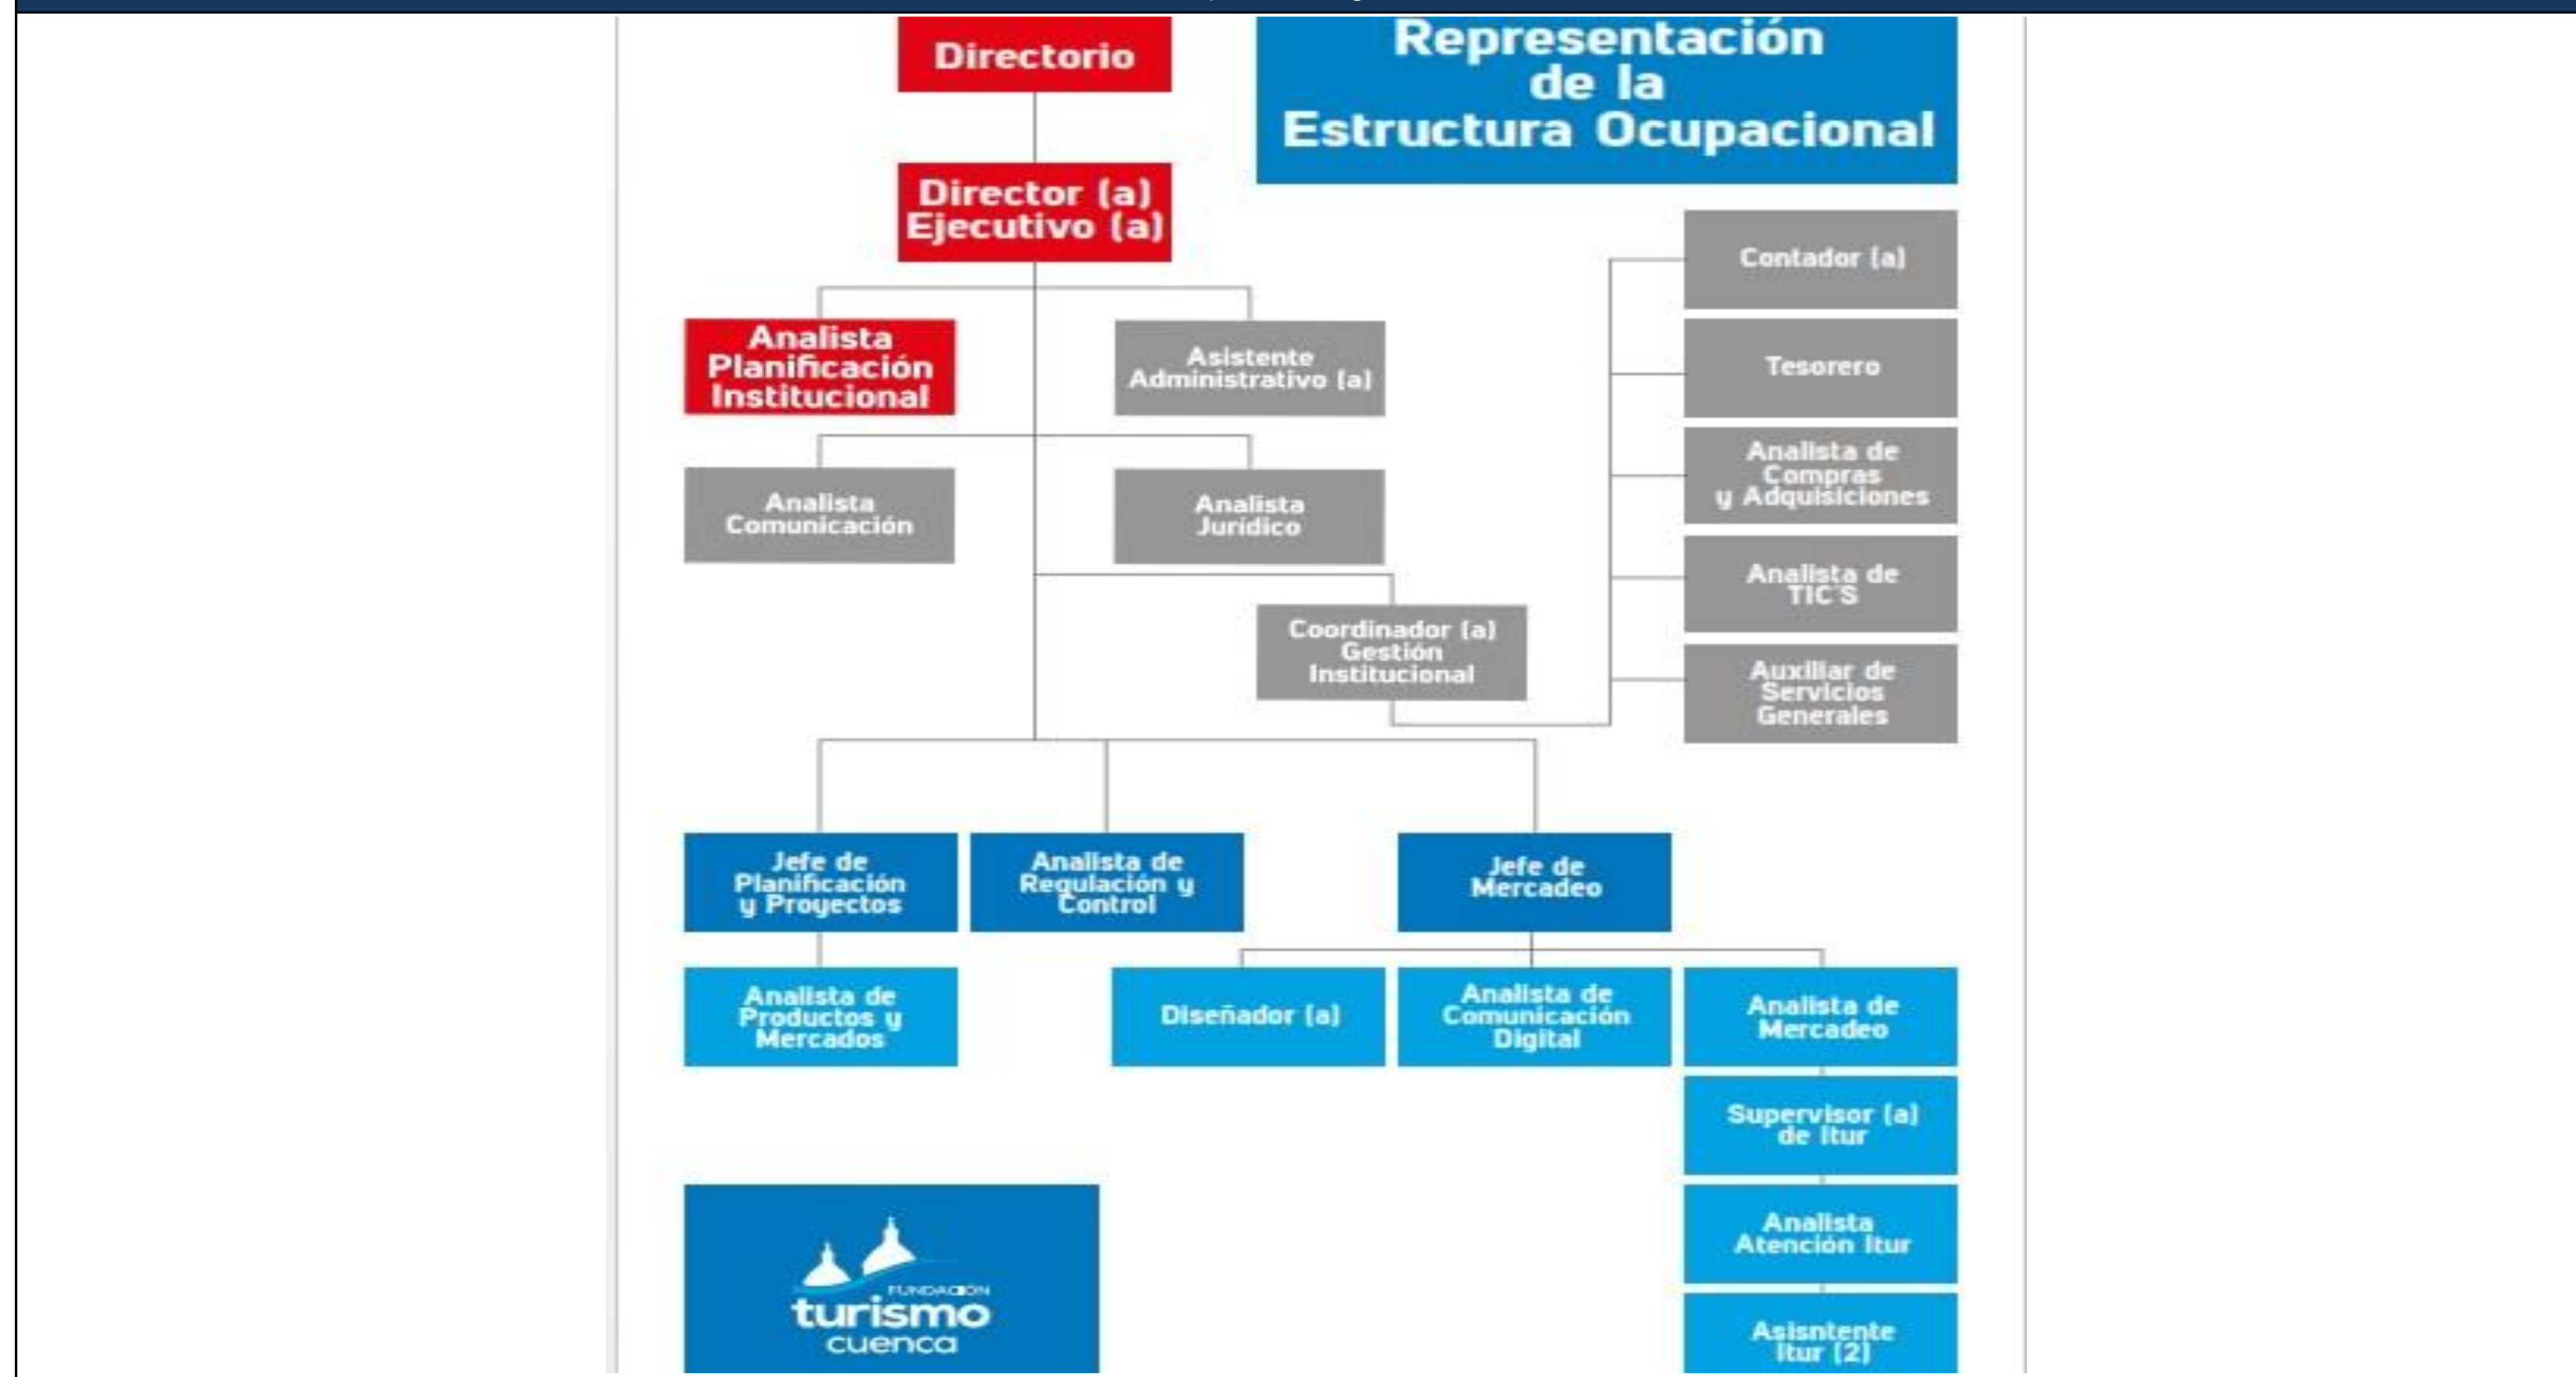 Directorio
Representación
de la
Estructura Ocupacional
Director (a)
Ejecutivo (a)
Contador (a)
Analista
Planificación
Institucional
Asistente
Administrativo (a)
Tesorero
Analista de
Compras
y Adquisiciones
Analista
Comunicación
Analista
Jurídico
Analista de
TIC'S
Coordinador (a)
Gestión
Institucional
Auxiliar de
Servicios
Generales
Jefe de
Planificación
y Proyectos
Analista de
Regulación y
Control
Jefe de
Mercadeo
Analista de
Productos y
Mercados
Diseñador (a)
Analista de
Comunicación
Digital
Analista de
Mercadeo
Supervisor (a)
de Itur
Analista
Atención Itur
Asisntente
Itur (2)
FUNDACIÓN
turismo
cuenca